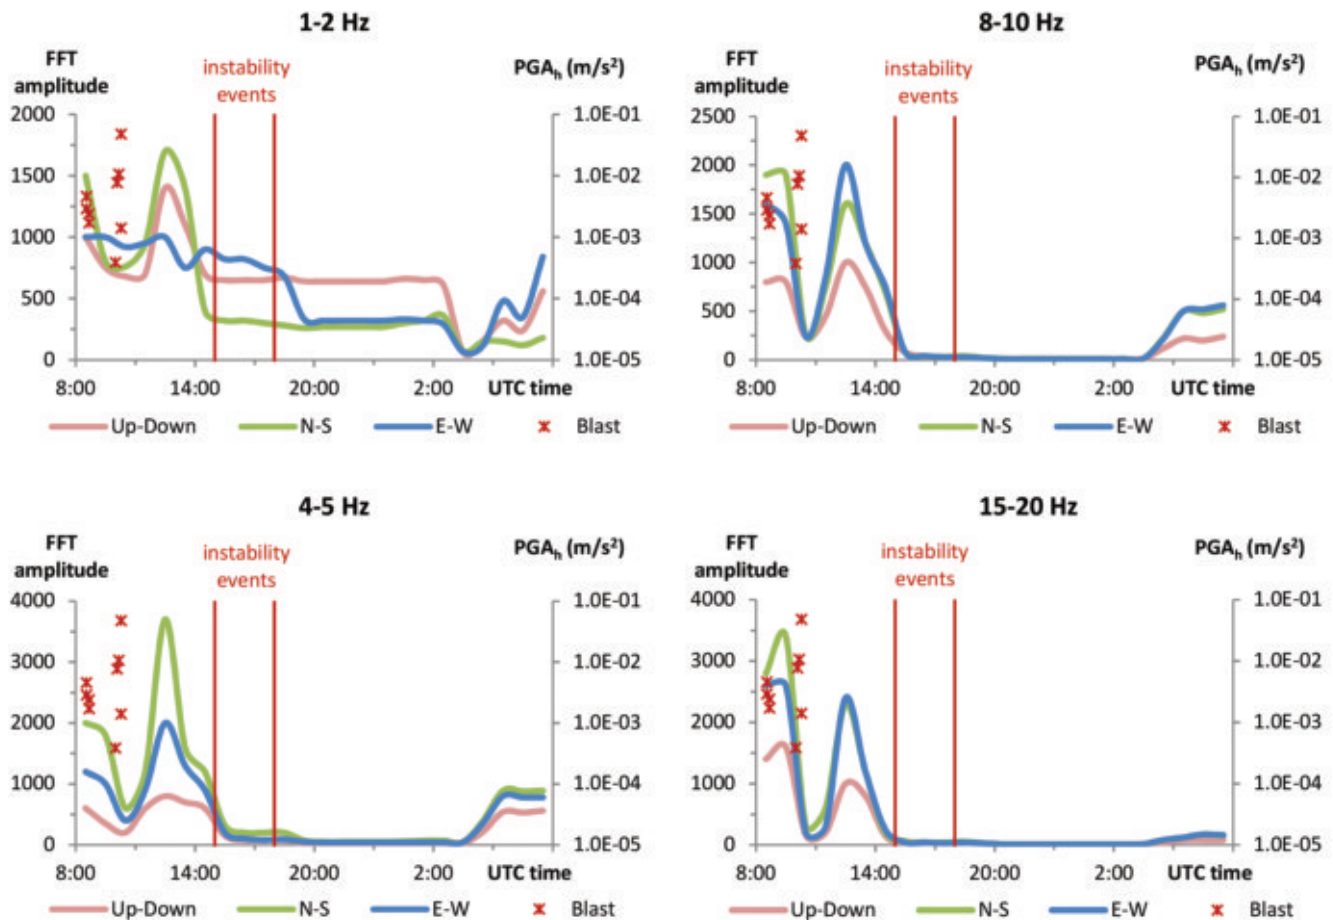 1-2 Hz
FFT amplitude
instability events
PGAh (m/s²)
2000
1500
1000
500
0
1.0E-01
1.0E-02
1.0E-03
1.0E-04
1.0E-05
8:00 14:00 20:00 2:00 UTC time
Up-Down N-S E-W Blast
8-10 Hz
FFT amplitude
instability events
PGAh (m/s²)
2500
2000
1500
1000
500
0
1.0E-01
1.0E-02
1.0E-03
1.0E-04
1.0E-05
8:00 14:00 20:00 2:00 UTC time
Up-Down N-S E-W Blast
4-5 Hz
FFT amplitude
instability events
PGAh (m/s²)
4000
3000
2000
1000
0
1.0E-01
1.0E-02
1.0E-03
1.0E-04
1.0E-05
8:00 14:00 20:00 2:00 UTC time
Up-Down N-S E-W Blast
15-20 Hz
FFT amplitude
instability events
PGAh (m/s²)
4000
3000
2000
1000
0
1.0E-01
1.0E-02
1.0E-03
1.0E-04
1.0E-05
8:00 14:00 20:00 2:00 UTC time
Up-Down N-S E-W Blast